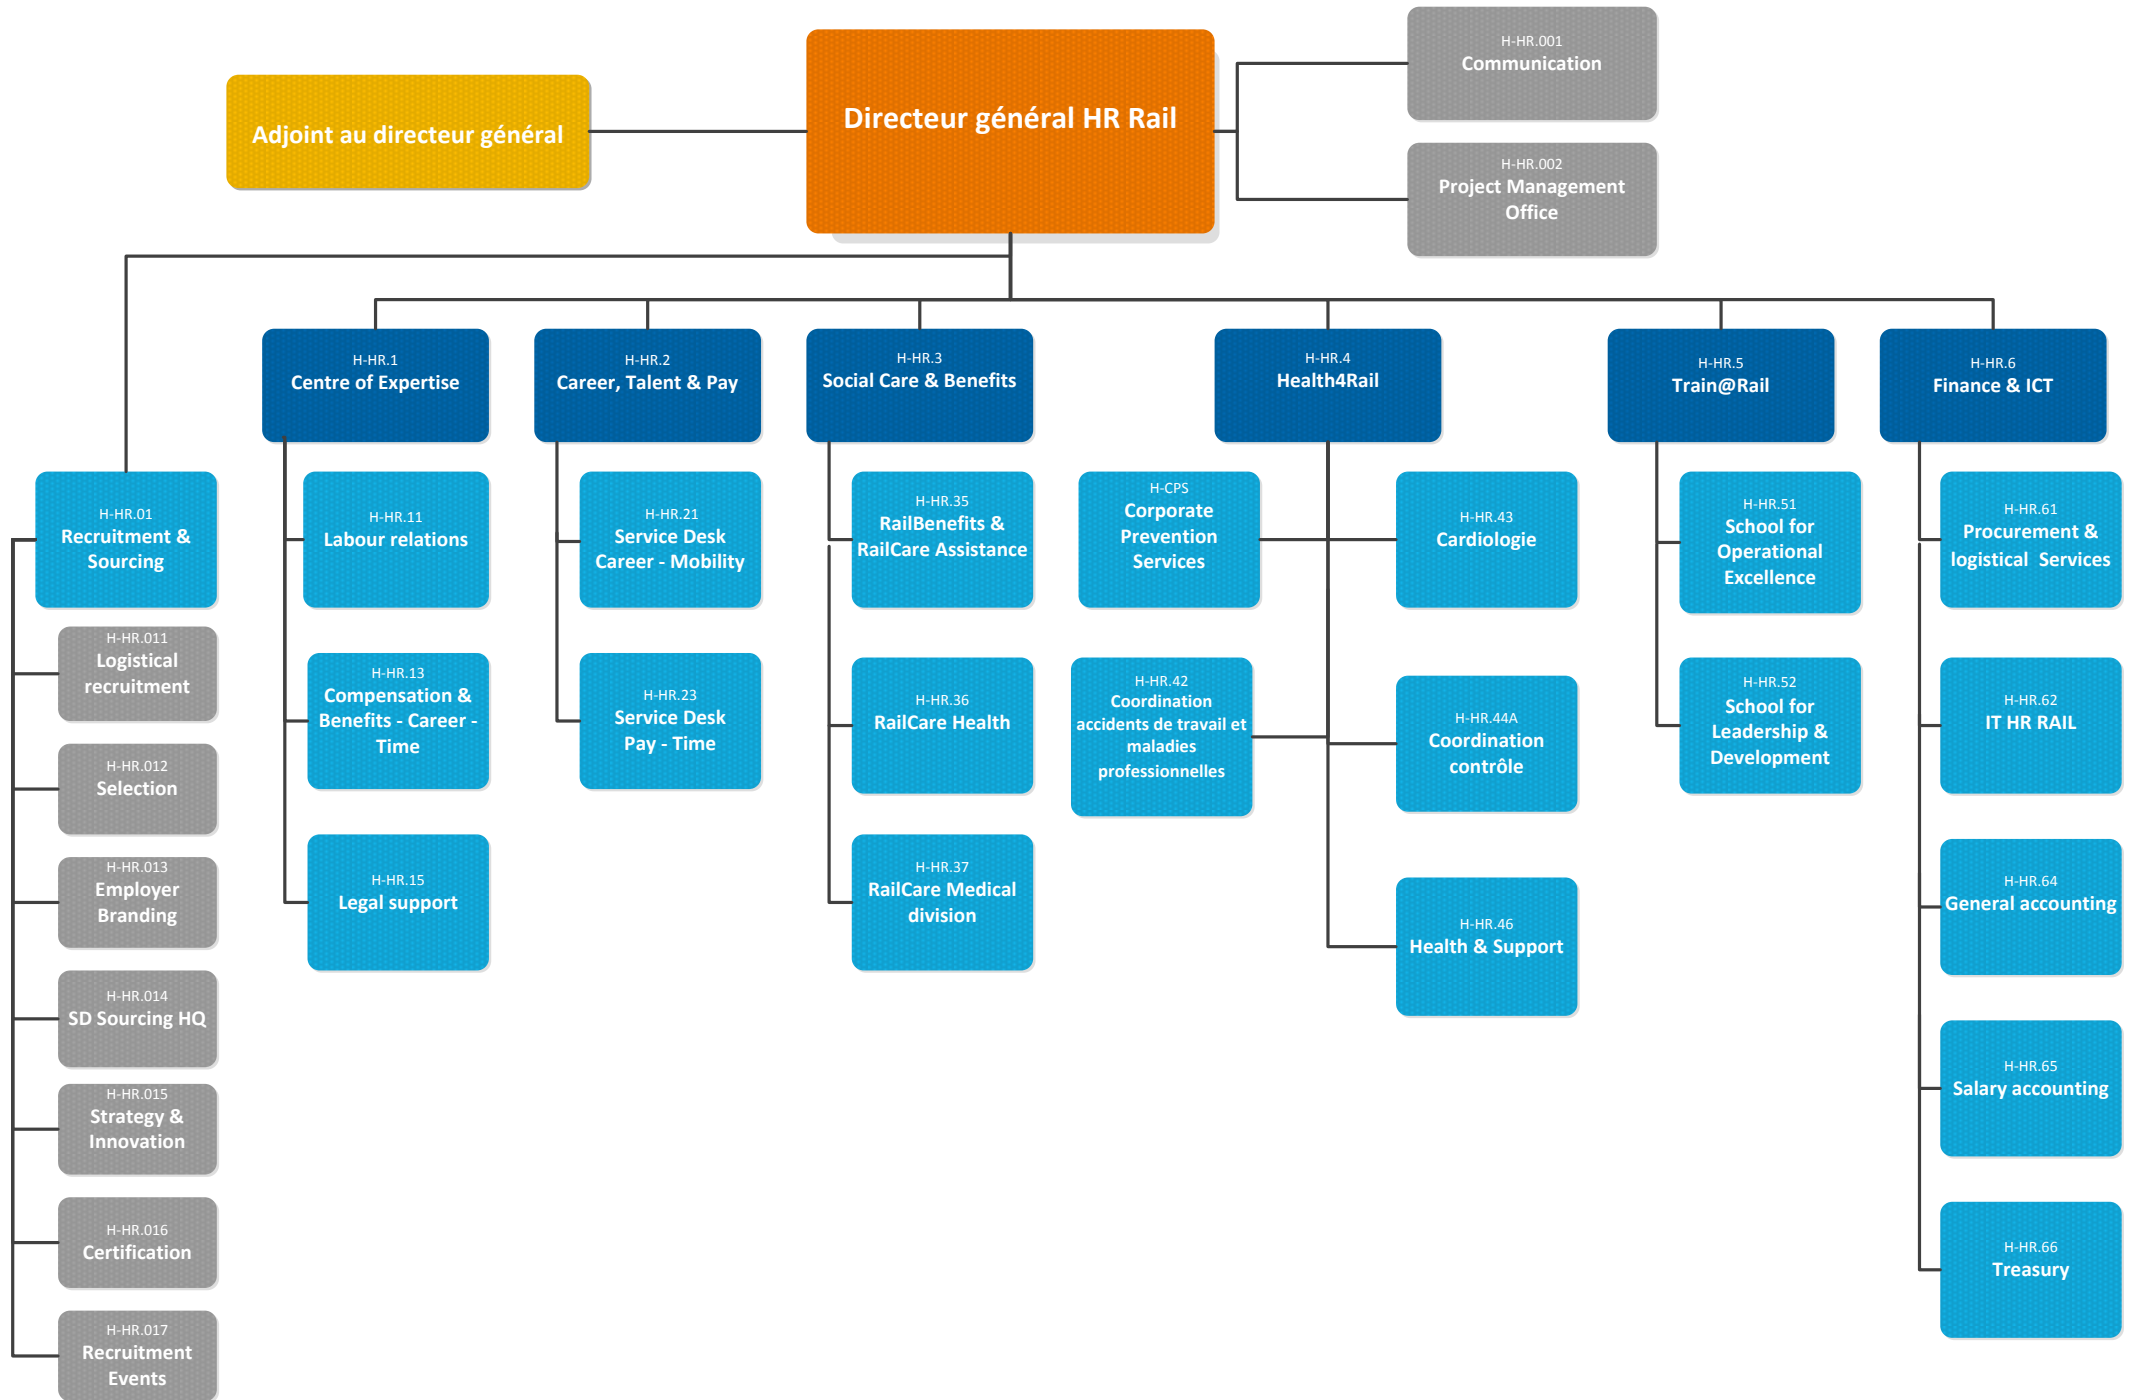 H-HR.001
Communication
Adjoint au directeur général
Directeur général HR Rail
H-HR.002
Project Management
Office
H-HR.1
Centre of Expertise
H-HR.2
Career, Talent & Pay
H-HR.3
Social Care & Benefits
H-HR.4
Health4Rail
H-HR.5
Train@Rail
H-HR.6
Finance & ICT
H-HR.01
Recruitment &
Sourcing
H-HR.011
Logistical
recruitment
H-HR.012
Selection
H-HR.013
Employer
Branding
H-HR.014
SD Sourcing HQ
H-HR.015
Strategy &
Innovation
H-HR.016
Certification
H-HR.017
Recruitment
Events
H-HR.11
Labour relations
H-HR.13
Compensation &
Benefits - Career -
Time
H-HR.15
Legal support
H-HR.21
Service Desk
Career - Mobility
H-HR.23
Service Desk
Pay - Time
H-HR.35
RailBenefits &
RailCare Assistance
H-HR.36
RailCare Health
H-HR.37
RailCare Medical
division
H-CPS
Corporate
Prevention
Services
H-HR.42
Coordination
accidents de travail et
maladies
professionnelles
H-HR.43
Cardiologie
H-HR.44A
Coordination
contrôle
H-HR.46
Health & Support
H-HR.51
School for
Operational
Excellence
H-HR.52
School for
Leadership &
Development
H-HR.61
Procurement &
logistical Services
H-HR.62
IT HR RAIL
H-HR.64
General accounting
H-HR.65
Salary accounting
H-HR.66
Treasury